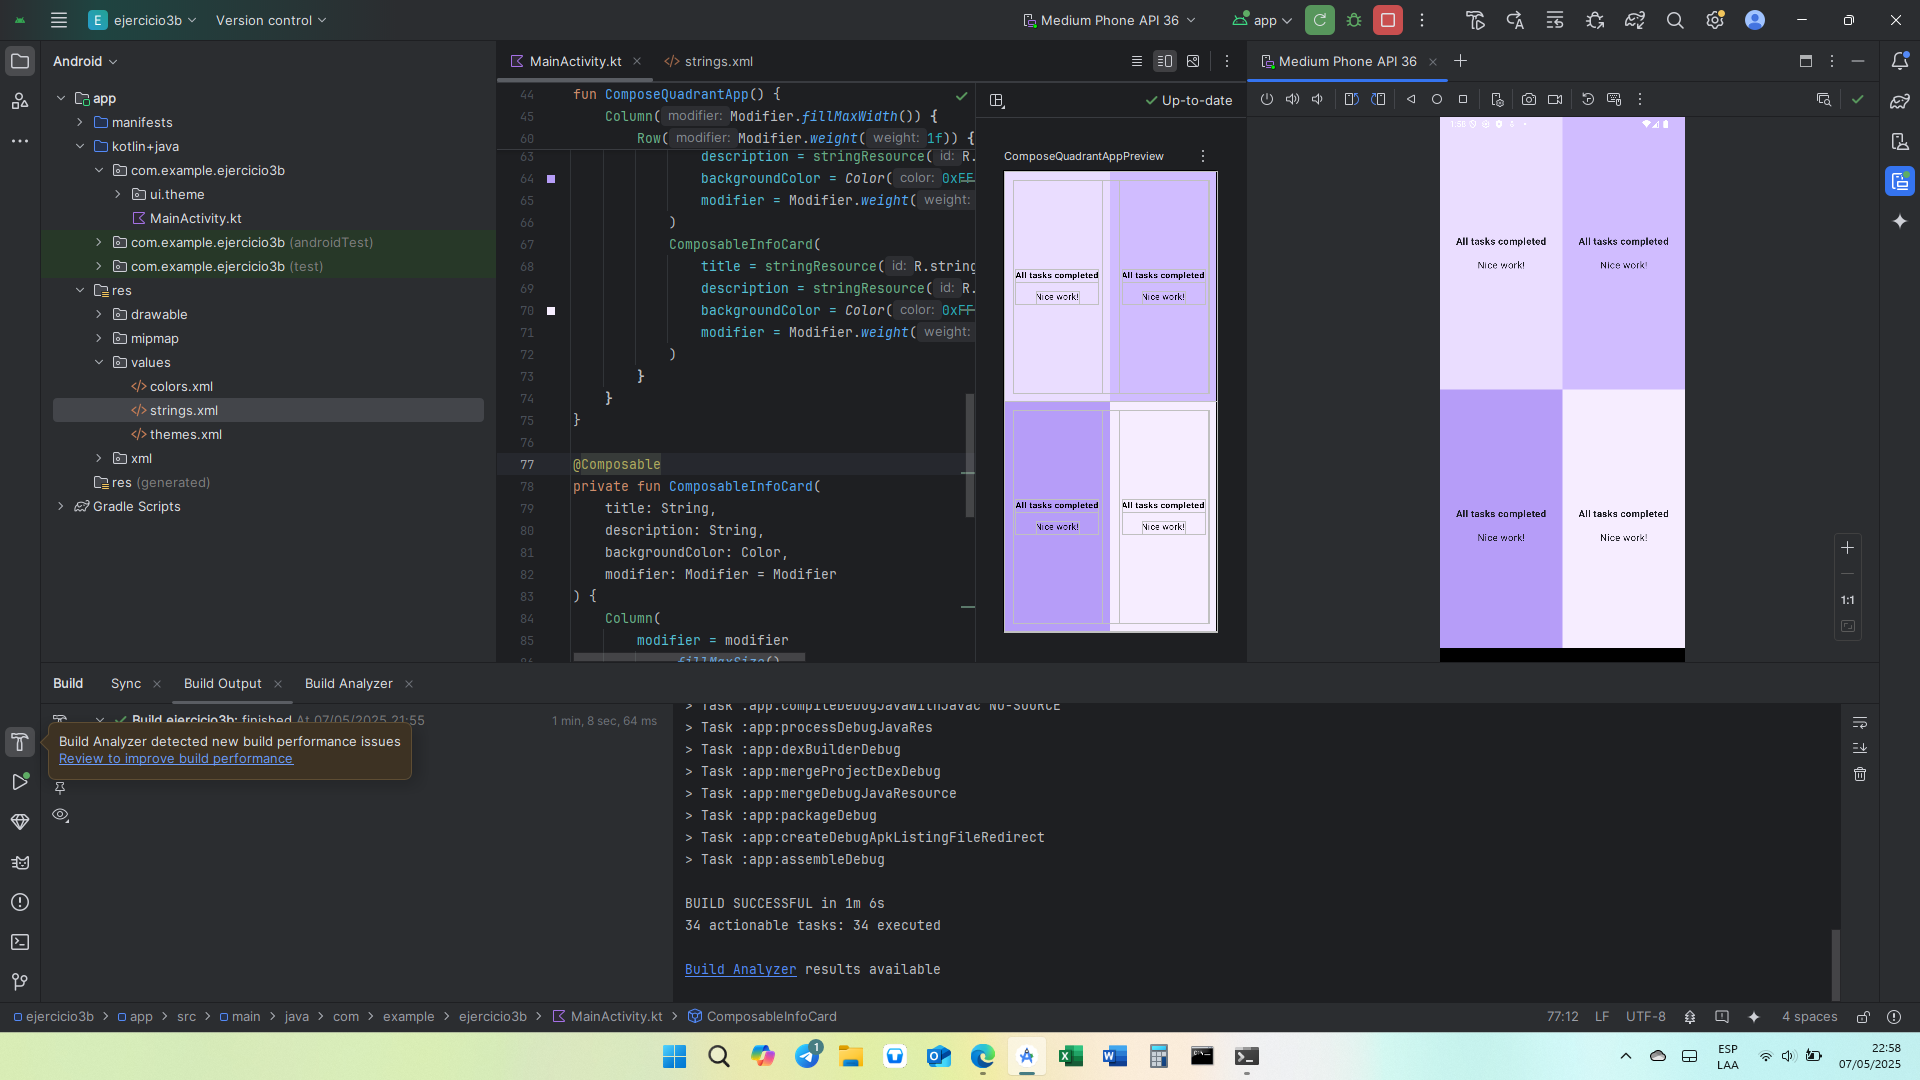 E ejercicio3b
Version control
Medium Phone API 36
app
Android
MainActivity.kt
strings.xml
Medium Phone API 36
app
manifests
kotlin+java
com.example.ejercicio3b
ui.theme
MainActivity.kt
com.example.ejercicio3b (androidTest)
com.example.ejercicio3b (test)
res
drawable
mipmap
values
colors.xml
strings.xml
themes.xml
xml
res (generated)
Gradle Scripts
44 fun ComposeQuadrantApp() {
45 Column( modifier: Modifier.fillMaxWidth()) {
60 Row( modifier: Modifier.weight( weight: 1f)) {
63 description = stringResource( id: R.
64 backgroundColor = Color( color: 0xFF
65 modifier = Modifier.weight( weight:
66 )
67 ComposableInfoCard(
68 title = stringResource( id: R.string
69 description = stringResource( id: R.
70 backgroundColor = Color( color: 0xFF
71 modifier = Modifier.weight( weight:
72 )
73 }
74 }
75 }
76
77 @Composable
78 private fun ComposableInfoCard(
79 title: String,
80 description: String,
81 backgroundColor: Color,
82 modifier: Modifier = Modifier
83 ) {
84 Column(
85 modifier = modifier
86 .fillMaxSize()
Up-to-date
ComposeQuadrantAppPreview
All tasks completed
Nice work!
All tasks completed
Nice work!
All tasks completed
Nice work!
All tasks completed
Nice work!
All tasks completed
Nice work!
All tasks completed
Nice work!
All tasks completed
Nice work!
All tasks completed
Nice work!
1:1
Build
Sync
Build Output
Build Analyzer
Build ejercicio3b: finished At 07/05/2025 21:55
1 min, 8 sec, 64 ms
Build Analyzer detected new build performance issues
Review to improve build performance
> Task :app:compileDebugJavaWithJavac NO-SOURCE
> Task :app:processDebugJavaRes
> Task :app:dexBuilderDebug
> Task :app:mergeProjectDexDebug
> Task :app:mergeDebugJavaResource
> Task :app:packageDebug
> Task :app:createDebugApkListingFileRedirect
> Task :app:assembleDebug
BUILD SUCCESSFUL in 1m 6s
34 actionable tasks: 34 executed
Build Analyzer results available
ejercicio3b > app > src > main > java > com > example > ejercicio3b > MainActivity.kt > ComposableInfoCard
77:12 LF UTF-8 4 spaces
1
ESP
LAA
22:58
07/05/2025